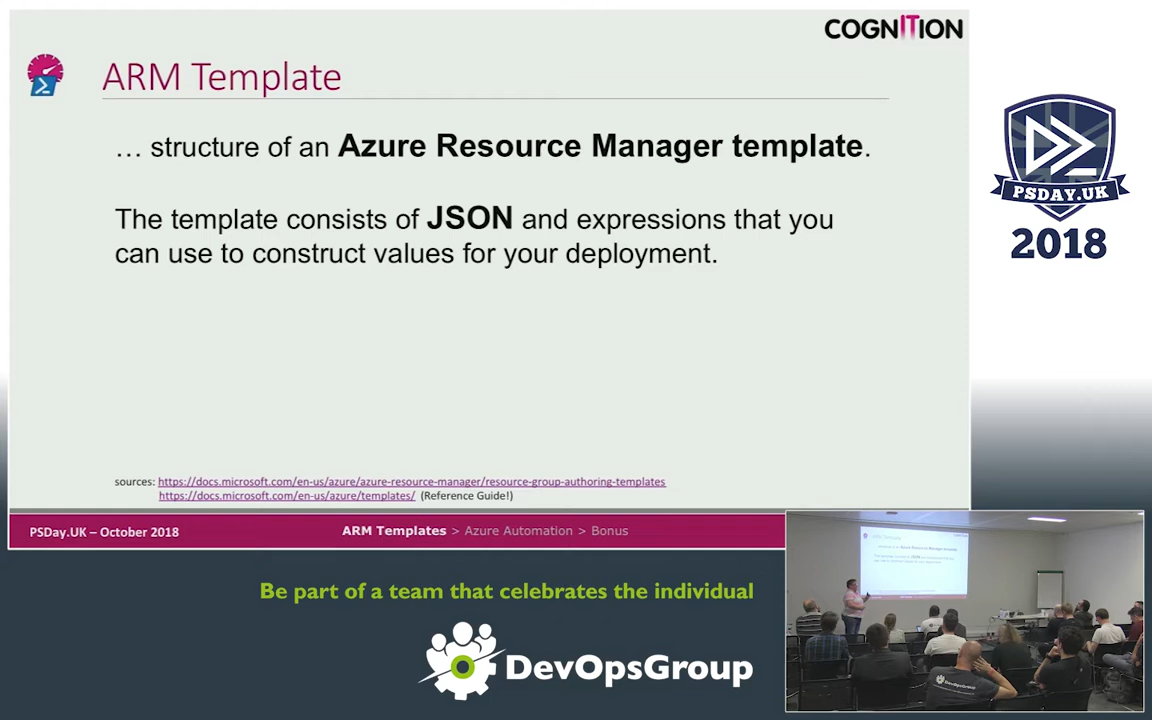 COGNITION
ARM Template
… structure of an Azure Resource Manager template.
The template consists of JSON and expressions that you
can use to construct values for your deployment.
sources: https://docs.microsoft.com/en-us/azure/azure-resource-manager/resource-group-authoring-templates
https://docs.microsoft.com/en-us/azure/templates/ (Reference Guide!)
PSDay.UK – October 2018
ARM Templates > Azure Automation > Bonus
PSDAY.UK
2018
Be part of a team that celebrates the individual
DevOpsGroup
DevOpsGroup